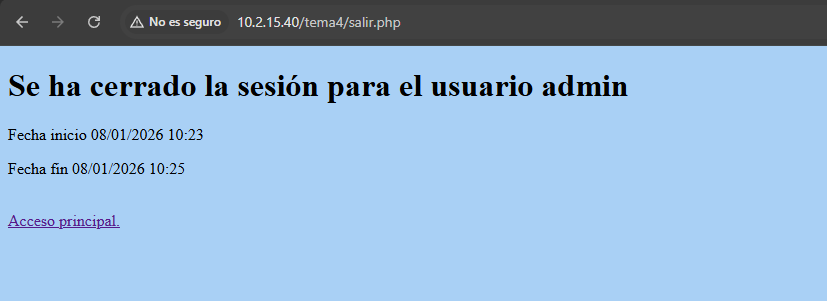 No es seguro 10.2.15.40/tema4/salir.php
Se ha cerrado la sesión para el usuario admin
Fecha inicio 08/01/2026 10:23
Fecha fin 08/01/2026 10:25
Acceso principal.